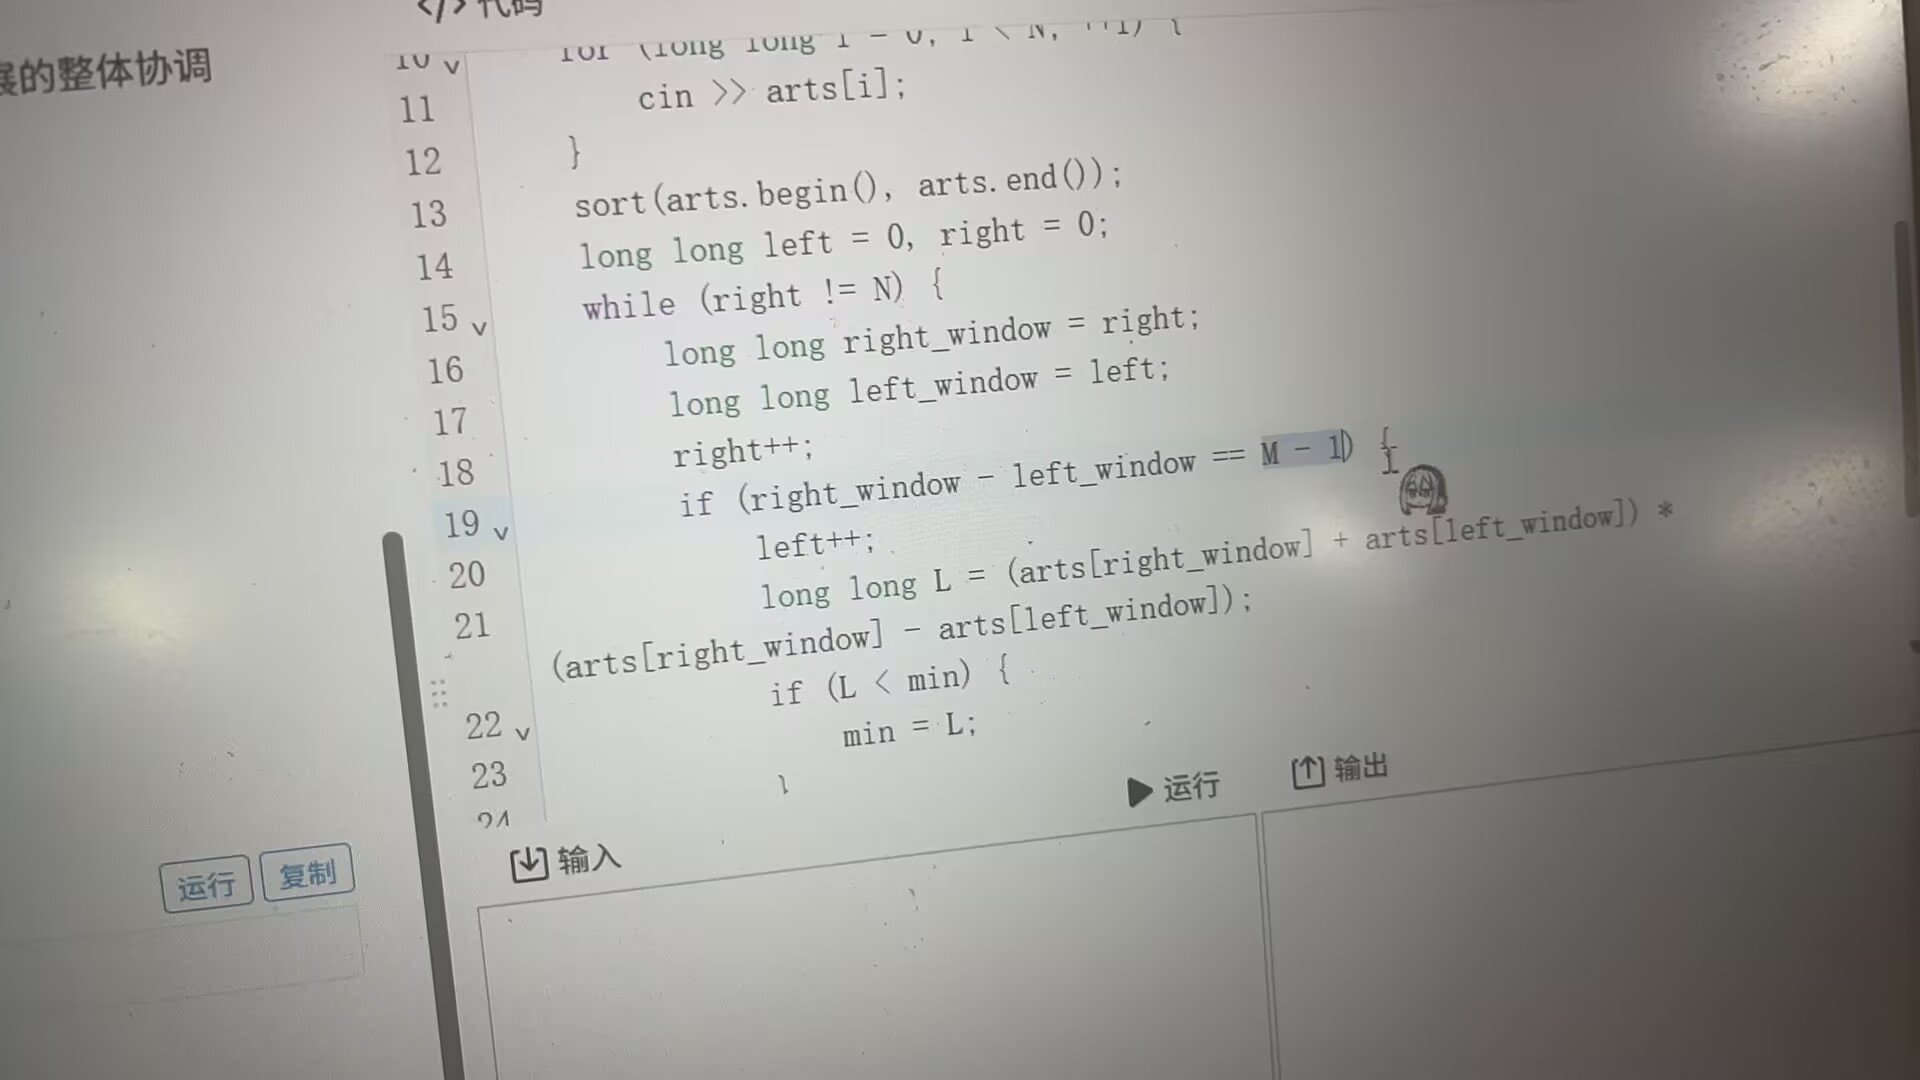 </> 代码
展的整体协调
10 for (long long i = 0; i < N; ++i) {
11 cin >> arts[i];
12 }
13 sort(arts.begin(), arts.end());
14 long long left = 0, right = 0;
15 while (right != N) {
16 long long right_window = right;
17 long long left_window = left;
18 right++;
19 if (right_window - left_window == M - 1) {
20 left++;
21 long long L = (arts[right_window] + arts[left_window]) *
(arts[right_window] - arts[left_window]);
22 if (L < min) {
23 min = L;
24 }
运行
输出
输入
运行 复制